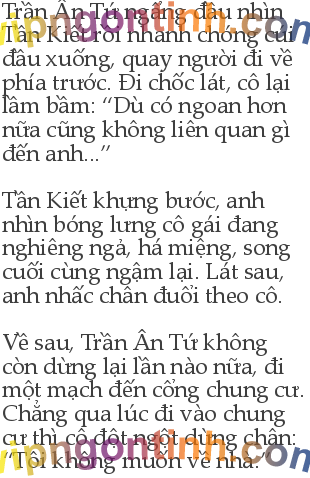 Trần Ân Tứ ngẩng đầu nhìn
Tần Kiết rồi nhanh chóng cúi
đầu xuống, quay người đi về
phía trước. Đi chốc lát, cô lại
lầm bầm: “Dù có ngoan hơn
nữa cũng không liên quan gì
đến anh...”
Tần Kiết khựng bước, anh
nhìn bóng lưng cô gái đang
nghiêng ngả, há miệng, song
cuối cùng ngậm lại. Lát sau,
anh nhấc chân đuổi theo cô.
Về sau, Trần Ân Tứ không
còn dừng lại lần nào nữa, đi
một mạch đến cổng chung cư.
Chẳng qua lúc đi vào chung
cư thì cô đột ngột dừng chân:
“Tôi không muốn về nhà.”
vipngontinh.com